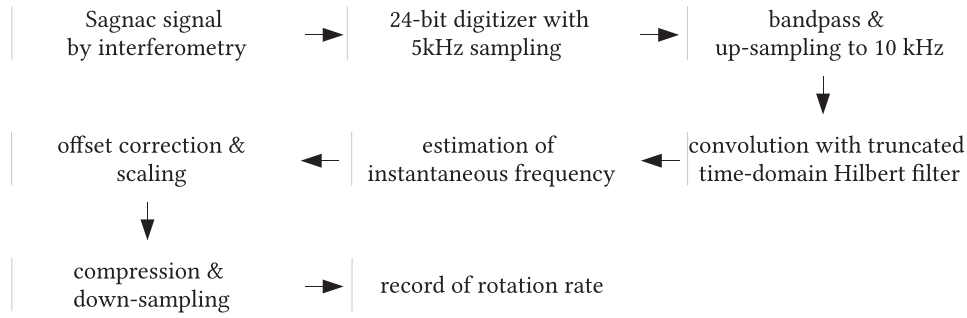 Sagnac signal
by interferometry
24-bit digitizer with
5kHz sampling
bandpass &
up-sampling to 10 kHz
convolution with truncated
time-domain Hilbert filter
estimation of
instantaneous frequency
offset correction &
scaling
compression &
down-sampling
record of rotation rate